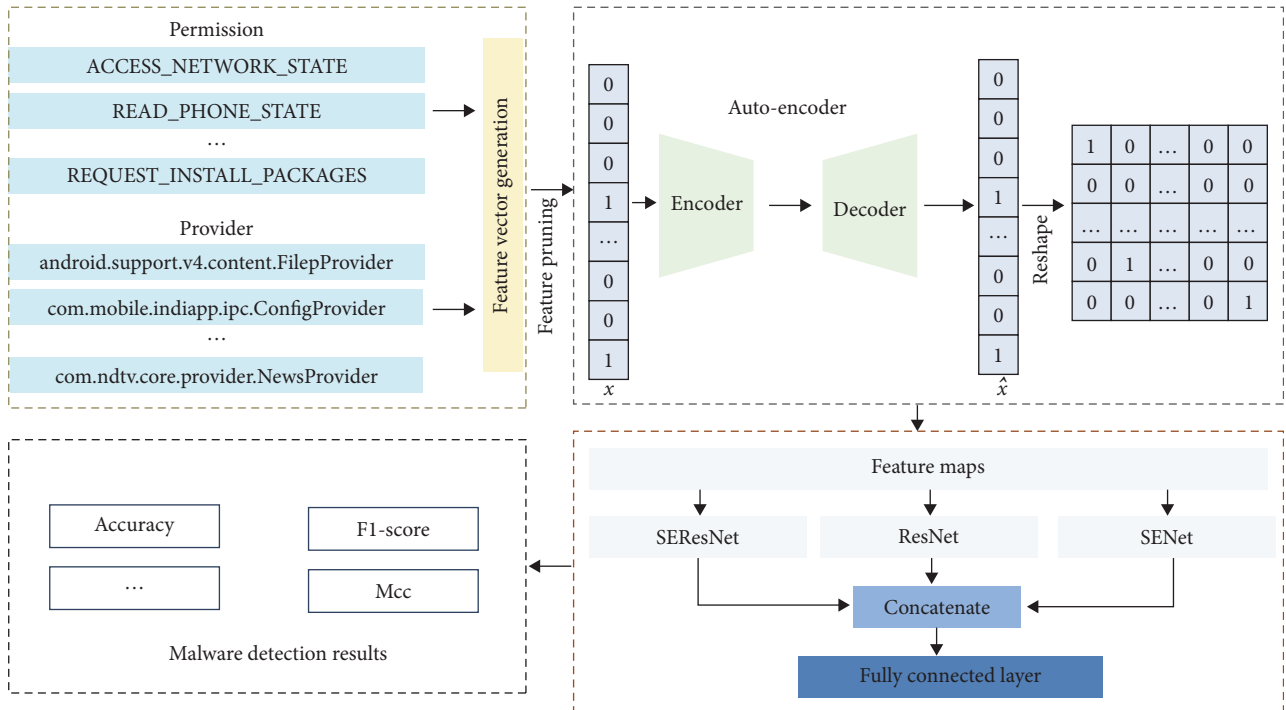 Permission
ACCESS_NETWORK_STATE
READ_PHONE_STATE
...
REQUEST_INSTALL_PACKAGES
Provider
android.support.v4.content.FilepProvider
com.mobile.indiapp.ipc.ConfigProvider
...
com.ndtv.core.provider.NewsProvider
Feature vector generation
Feature pruning
0
0
0
1
...
0
0
1
x
Auto-encoder
Encoder
Decoder
0
0
0
1
...
0
0
1
x̂
Reshape
1 0 ... 0 0
0 0 ... 0 0
... ... ... ... ...
0 1 ... 0 0
0 0 ... 0 1
Feature maps
SEResNet
ResNet
SENet
Concatenate
Fully connected layer
Accuracy
F1-score
...
Mcc
Malware detection results